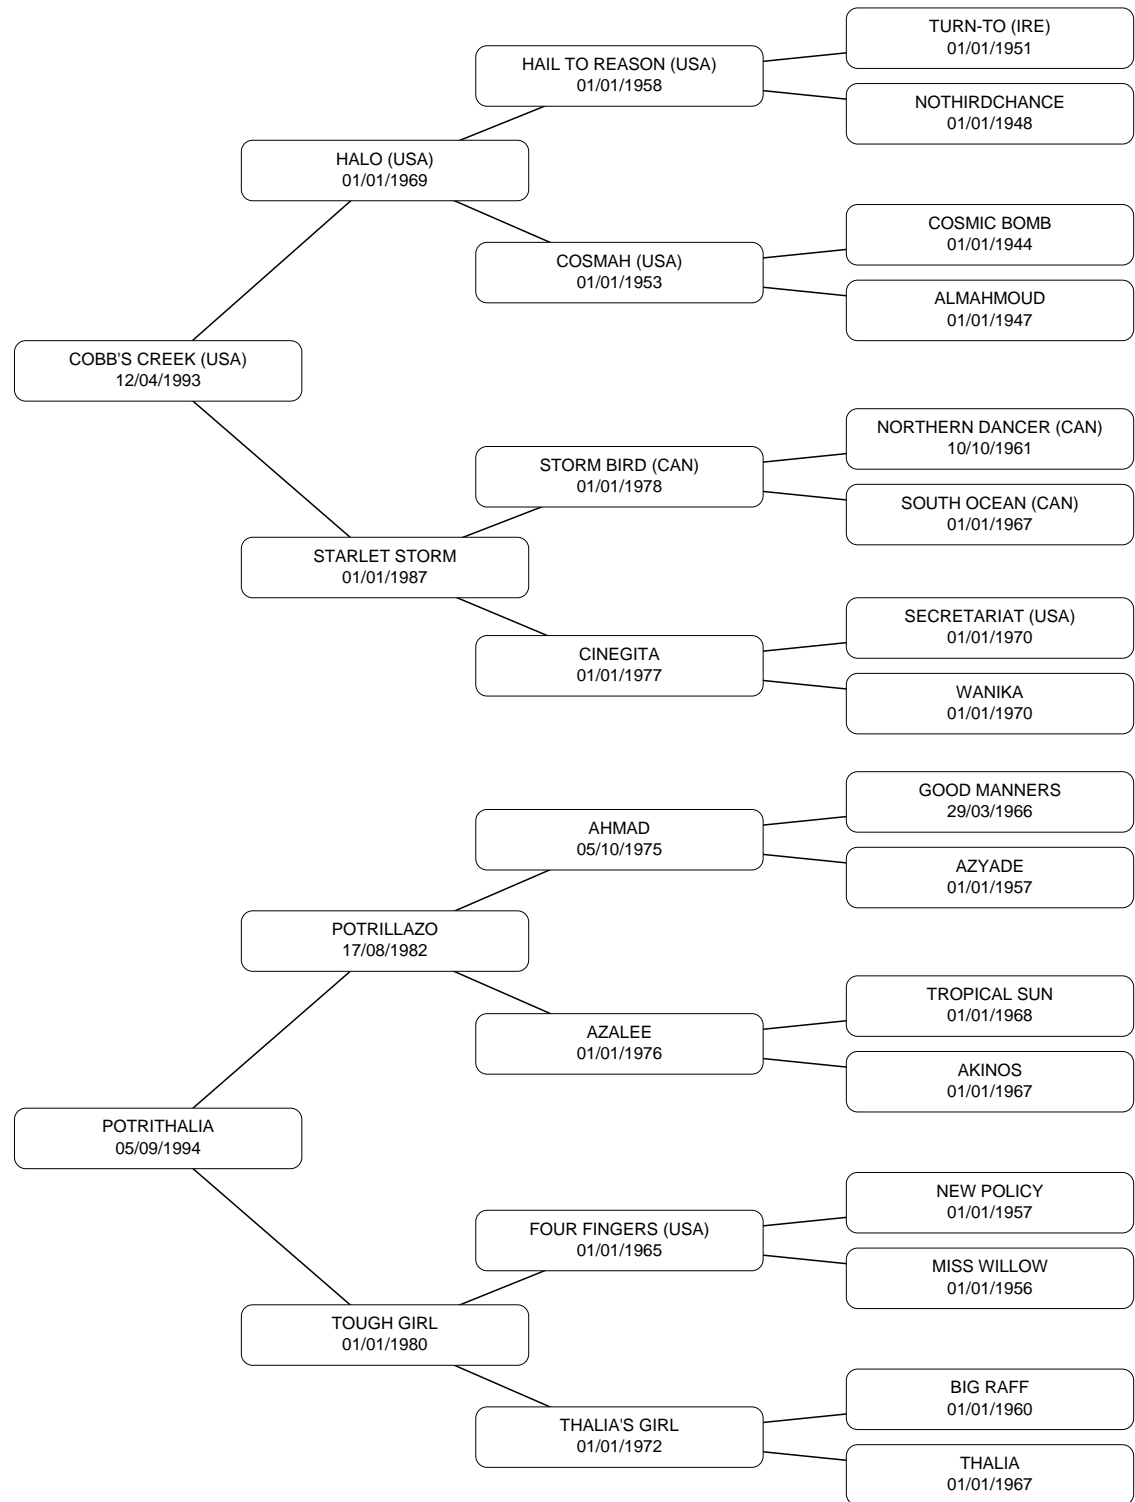 TURN-TO (IRE)
01/01/1951
HAIL TO REASON (USA)
01/01/1958
NOTHIRDCHANCE
01/01/1948
HALO (USA)
01/01/1969
COSMIC BOMB
01/01/1944
COSMAH (USA)
01/01/1953
ALMAHMOUD
01/01/1947
COBB'S CREEK (USA)
12/04/1993
NORTHERN DANCER (CAN)
10/10/1961
STORM BIRD (CAN)
01/01/1978
SOUTH OCEAN (CAN)
01/01/1967
STARLET STORM
01/01/1987
SECRETARIAT (USA)
01/01/1970
CINEGITA
01/01/1977
WANIKA
01/01/1970
GOOD MANNERS
29/03/1966
AHMAD
05/10/1975
AZYADE
01/01/1957
POTRILLAZO
17/08/1982
TROPICAL SUN
01/01/1968
AZALEE
01/01/1976
AKINOS
01/01/1967
POTRITHALIA
05/09/1994
NEW POLICY
01/01/1957
FOUR FINGERS (USA)
01/01/1965
MISS WILLOW
01/01/1956
TOUGH GIRL
01/01/1980
BIG RAFF
01/01/1960
THALIA'S GIRL
01/01/1972
THALIA
01/01/1967